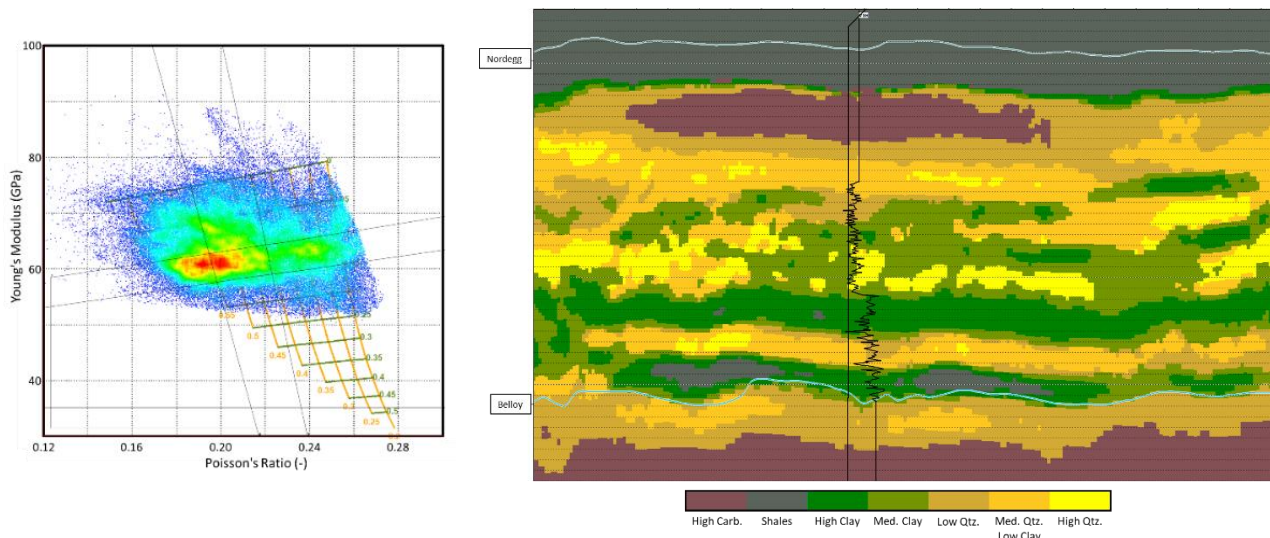 100
80
60
40
Young's Modulus (GPa)
0.12
0.16
0.20
0.24
0.28
Poisson's Ratio (-)
0.55
0.5
0.45
0.4
0.35
0.3
0.25
0.3
0.35
0.4
0.45
0.5
Nordegg
Belloy
High Carb.
Shales
High Clay
Med. Clay
Low Qtz.
Med. Qtz.
Low Clay
High Qtz.